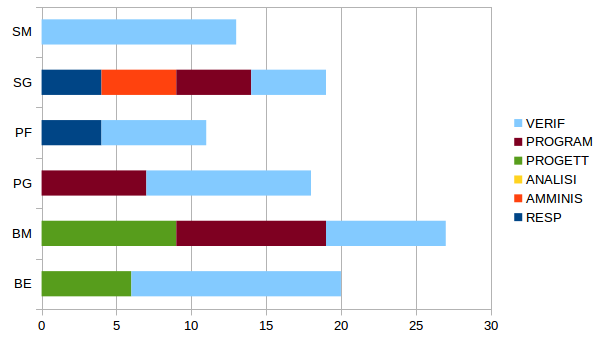 SM
SG
PF
PG
BM
BE
0 5 10 15 20 25 30
VERIF
PROGRAM
PROGETT
ANALISI
AMMINIS
RESP